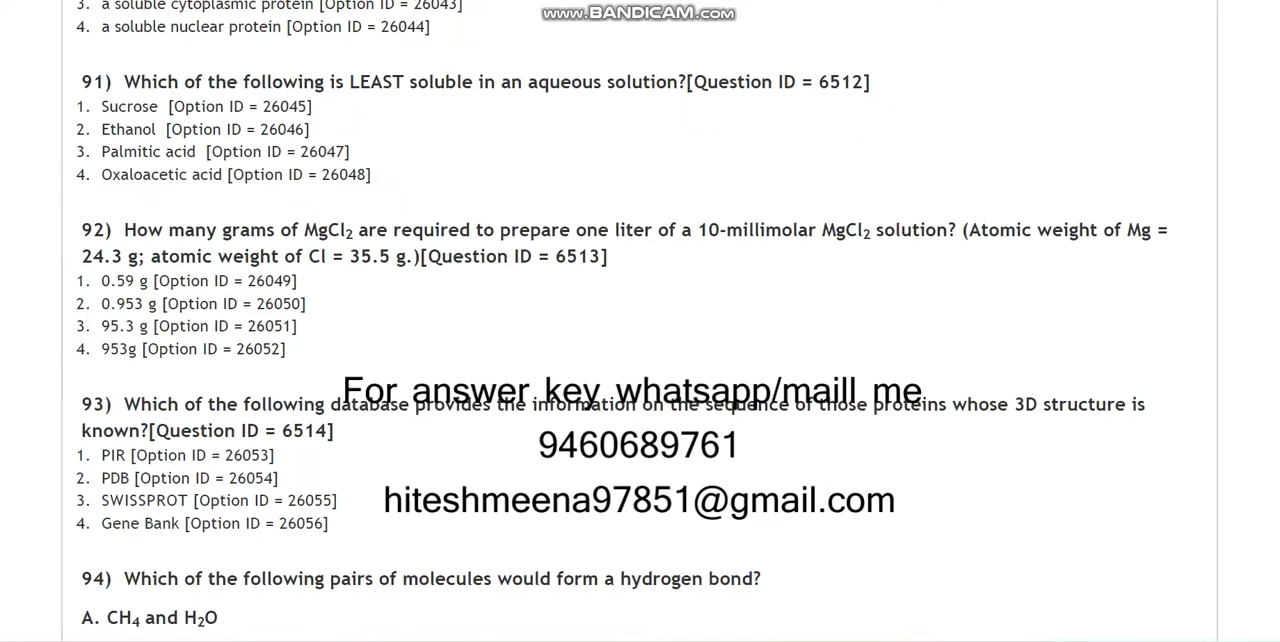 3. a soluble cytoplasmic protein [Option ID = 26043]
www.BANDICAM.com
4. a soluble nuclear protein [Option ID = 26044]
91) Which of the following is LEAST soluble in an aqueous solution?[Question ID = 6512]
1. Sucrose [Option ID = 26045]
2. Ethanol [Option ID = 26046]
3. Palmitic acid [Option ID = 26047]
4. Oxaloacetic acid [Option ID = 26048]
92) How many grams of MgCl₂ are required to prepare one liter of a 10-millimolar MgCl₂ solution? (Atomic weight of Mg =
24.3 g; atomic weight of Cl = 35.5 g.)[Question ID = 6513]
1. 0.59 g [Option ID = 26049]
2. 0.953 g [Option ID = 26050]
3. 95.3 g [Option ID = 26051]
4. 953g [Option ID = 26052]
For answer key whatsapp/maill me
93) Which of the following database provides the information on the sequence of those proteins whose 3D structure is
known?[Question ID = 6514]
9460689761
1. PIR [Option ID = 26053]
2. PDB [Option ID = 26054]
3. SWISSPROT [Option ID = 26055]
hiteshmeena97851@gmail.com
4. Gene Bank [Option ID = 26056]
94) Which of the following pairs of molecules would form a hydrogen bond?
A. CH₄ and H₂O